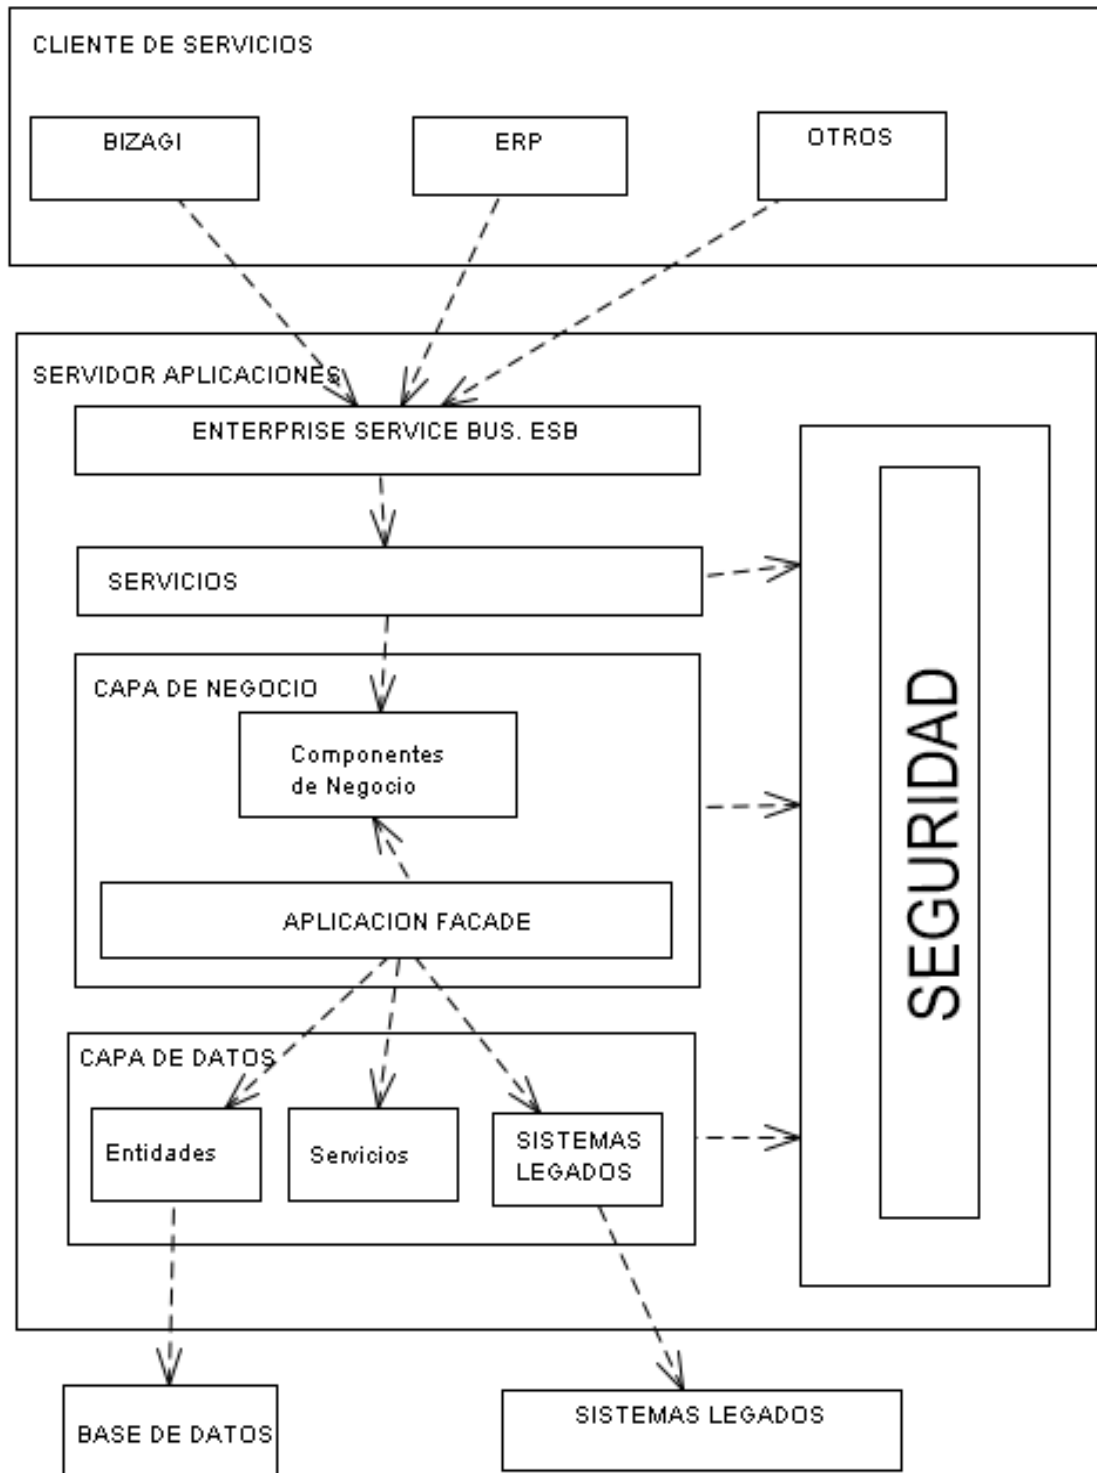 CLIENTE DE SERVICIOS
BIZAGI
ERP
OTROS
SERVIDOR APLICACIONES
ENTERPRISE SERVICE BUS. ESB
SERVICIOS
CAPA DE NEGOCIO
Componentes
de Negocio
APLICACION FACADE
CAPA DE DATOS
Entidades
Servicios
SISTEMAS
LEGADOS
SEGURIDAD
BASE DE DATOS
SISTEMAS LEGADOS